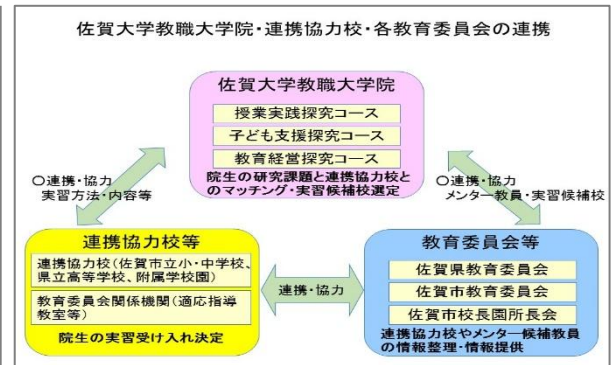 佐賀大学教職大学院・連携協力校・各教育委員会の連携
佐賀大学教職大学院
授業実践探究コース
子ども支援探究コース
教育経営探究コース
院生の研究課題と連携協力校と
のマッチング・実習候補校選定
〇連携・協力
実習方法・内容等
〇連携・協力
メンター教員・実習候補校
連携協力校等
連携協力校(佐賀市立小・中学校、
県立高等学校、附属学校園)
教育委員会関係機関(適応指導
教室等)
院生の実習受け入れ決定
連携・協力
教育委員会等
佐賀県教育委員会
佐賀市教育委員会
佐賀市校長園所長会
連携協力校やメンター候補教員
の情報整理・情報提供